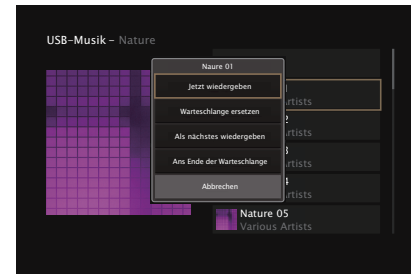 USB-Musik – Nature
Naure 01
Jetzt wiedergeben
Warteschlange ersetzen
Als nächstes wiedergeben
Ans Ende der Warteschlange
Abbrechen
Nature 05
Various Artists